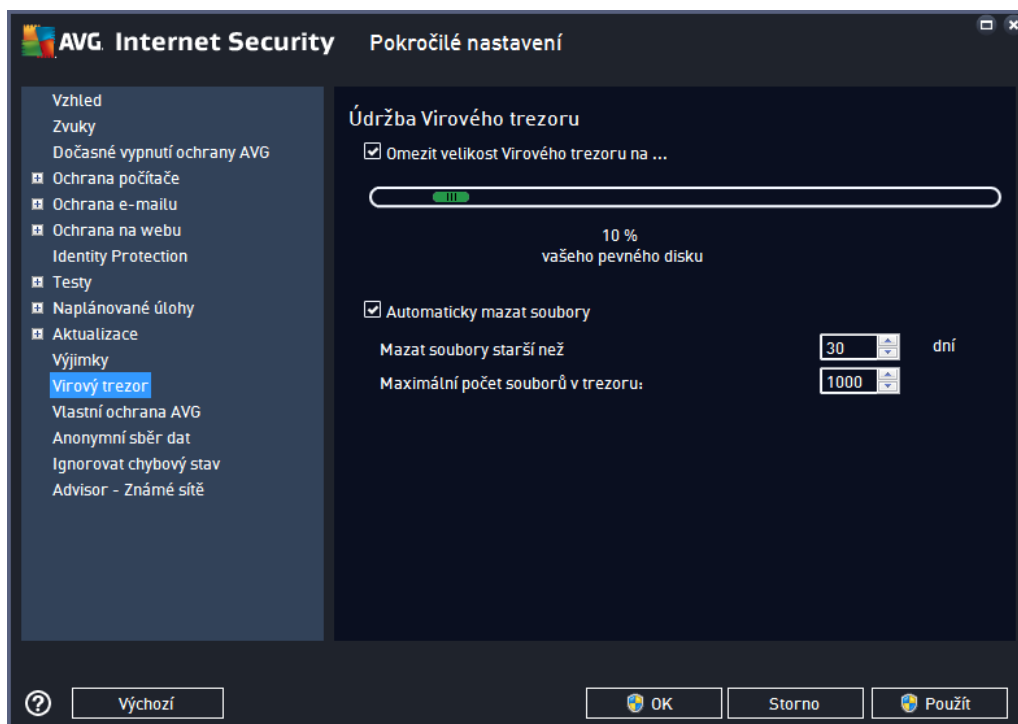 AVG. Internet Security Pokročilé nastavení
Vzhled
Zvuky
Dočasné vypnutí ochrany AVG
Ochrana počítače
Ochrana e-mailu
Ochrana na webu
Identity Protection
Testy
Naplánované úlohy
Aktualizace
Výjimky
Virový trezor
Vlastní ochrana AVG
Anonymní sběr dat
Ignorovat chybový stav
Advisor - Známé sítě
Údržba Virového trezoru
Omezit velikost Virového trezoru na ...
10 %
vašeho pevného disku
Automaticky mazat soubory
Mazat soubory starší než 30 dní
Maximální počet souborů v trezoru: 1000
Výchozí
OK
Storno
Použít